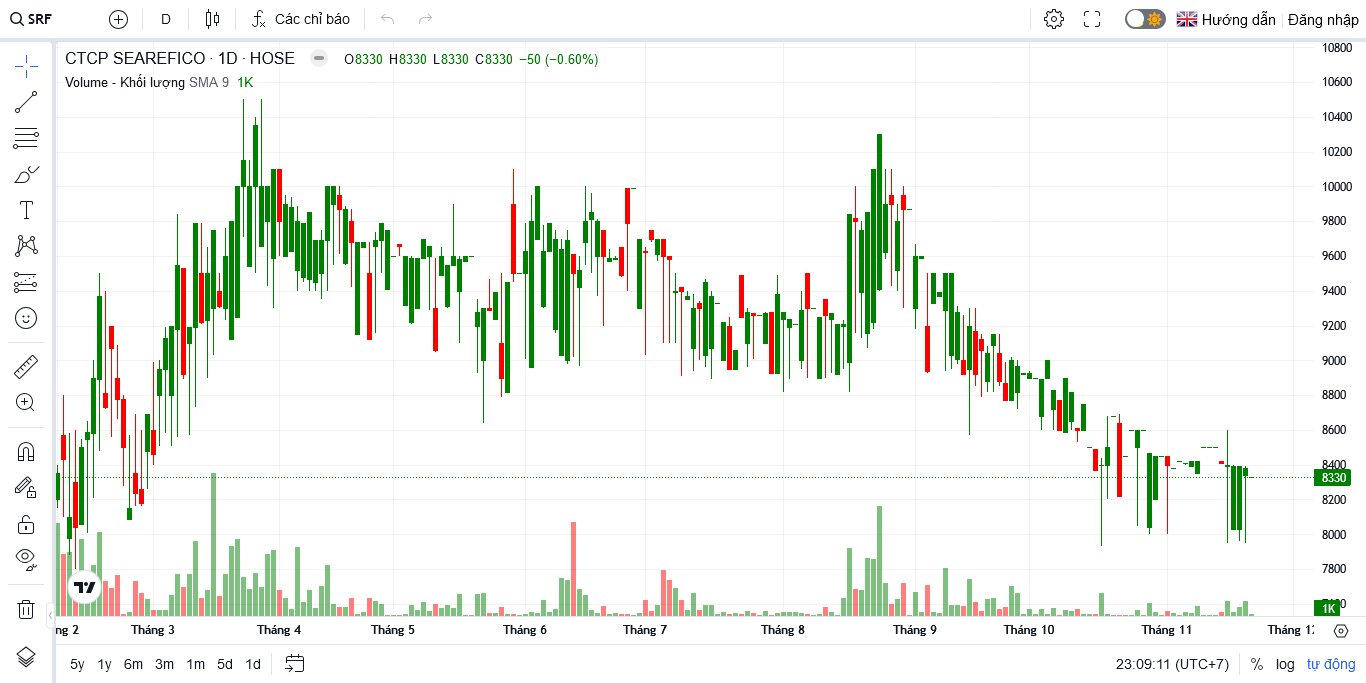 SRF D Các chỉ báo Hướng dẫn Đăng nhập
CTCP SEAREFICO · 1D · HOSE O8330 H8330 L8330 C8330 −50 (−0.60%)
Volume - Khối lượng SMA 9 1K
10800
10600
10400
10200
10000
9800
9600
9400
9200
9000
8800
8600
8400
8330
8200
8000
7800
1K
ng 2 Tháng 3 Tháng 4 Tháng 5 Tháng 6 Tháng 7 Tháng 8 Tháng 9 Tháng 10 Tháng 11 Tháng 12
5y 1y 6m 3m 1m 5d 1d 23:09:11 (UTC+7) % log tự động